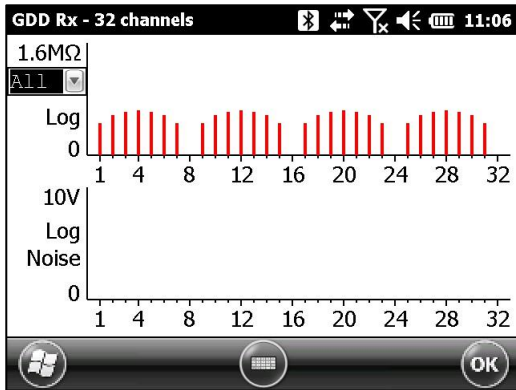 GDD Rx - 32 channels 11:06
1.6MΩ
All
Log
0
1 4 8 12 16 20 24 28 32
10V
Log
Noise
0
1 4 8 12 16 20 24 28 32
OK